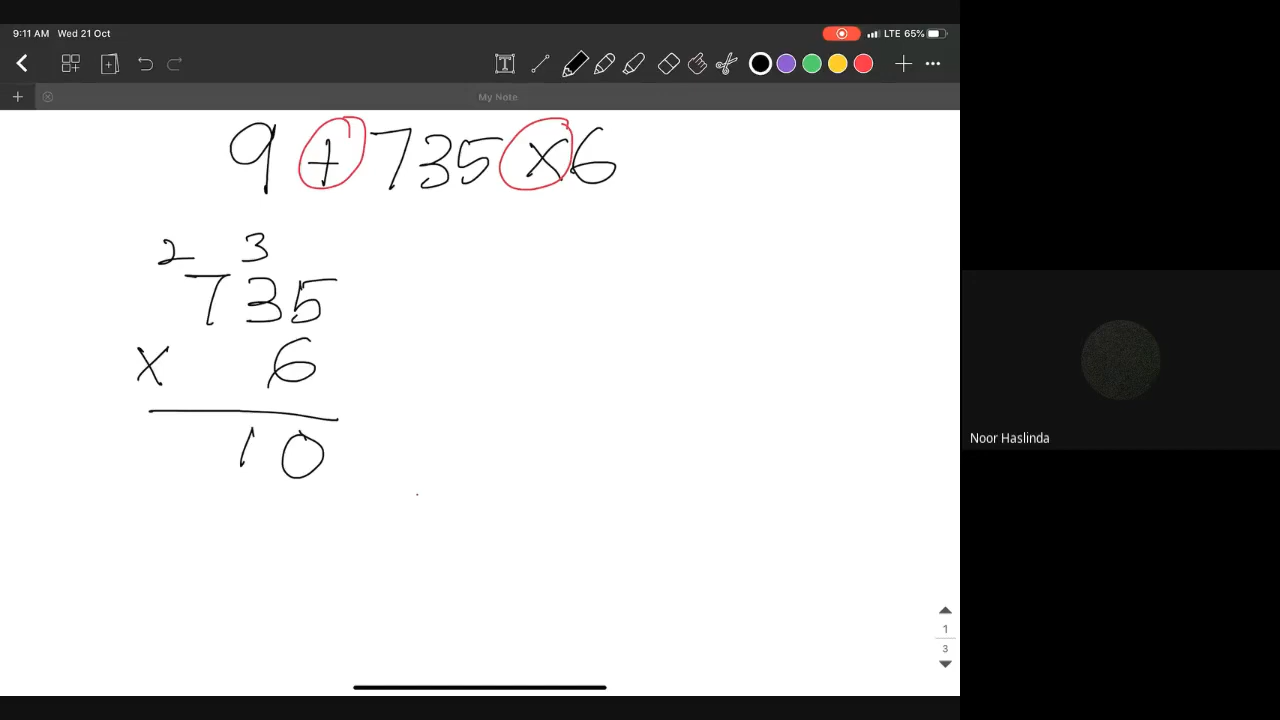 9:11 AM Wed 21 Oct
LTE 65%
My Note
9 + 735 × 6
2 3
735
× 6
10
Noor Haslinda
1
3